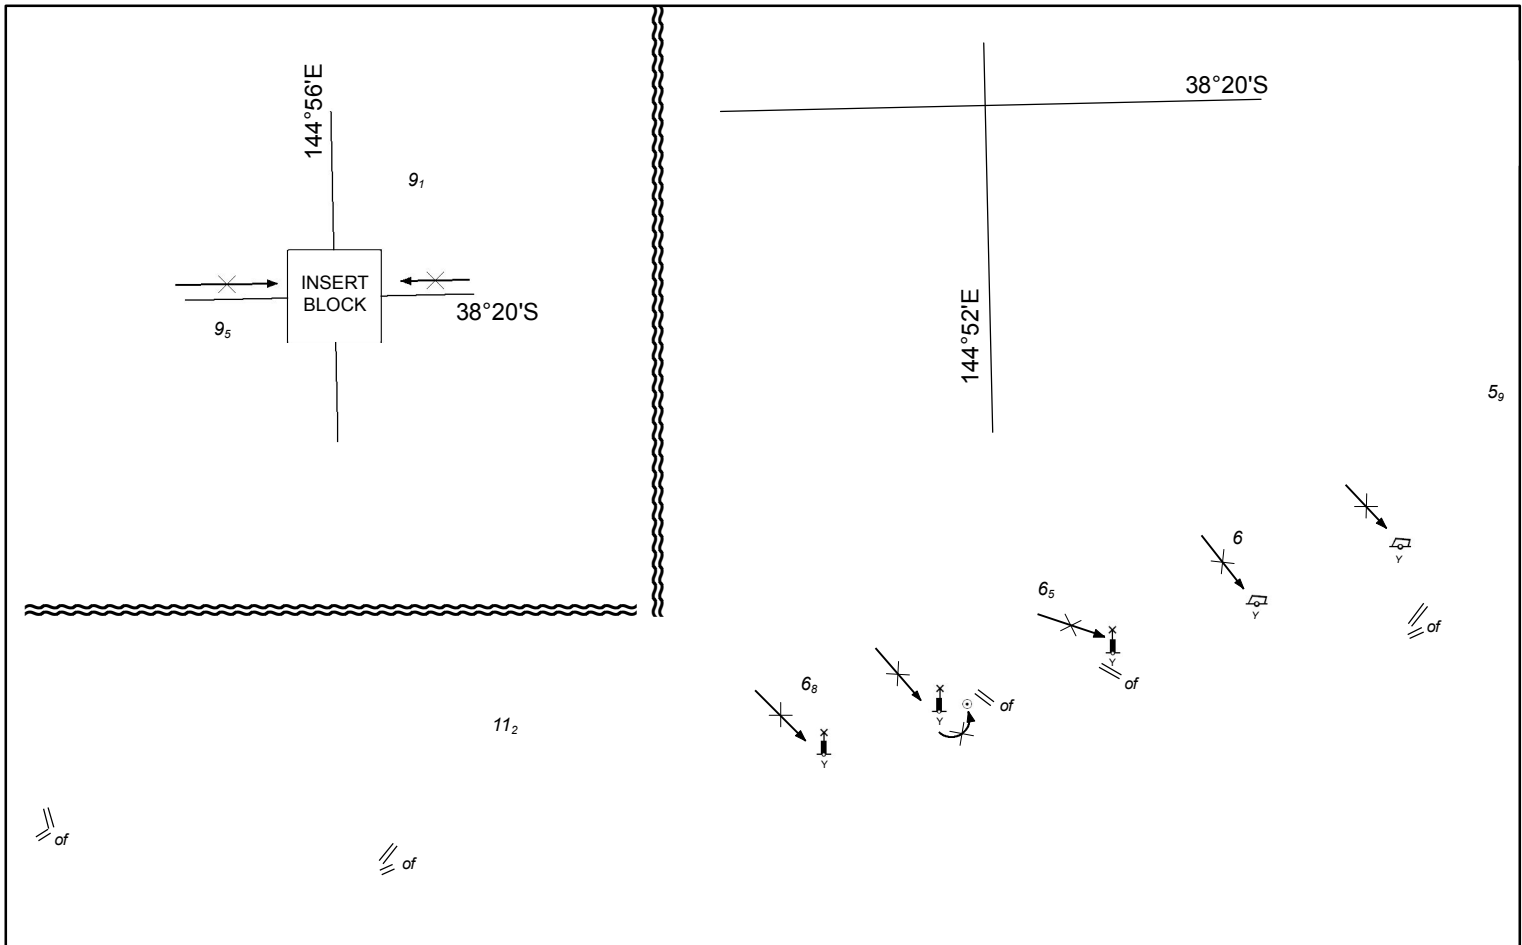 144°56'E
9₁
INSERT
BLOCK
38°20'S
9₅
38°20'S
144°52'E
5₉
6
Y
Y
6₅
Y
of
of
6₈
Y
of
Y
11₂
of
of